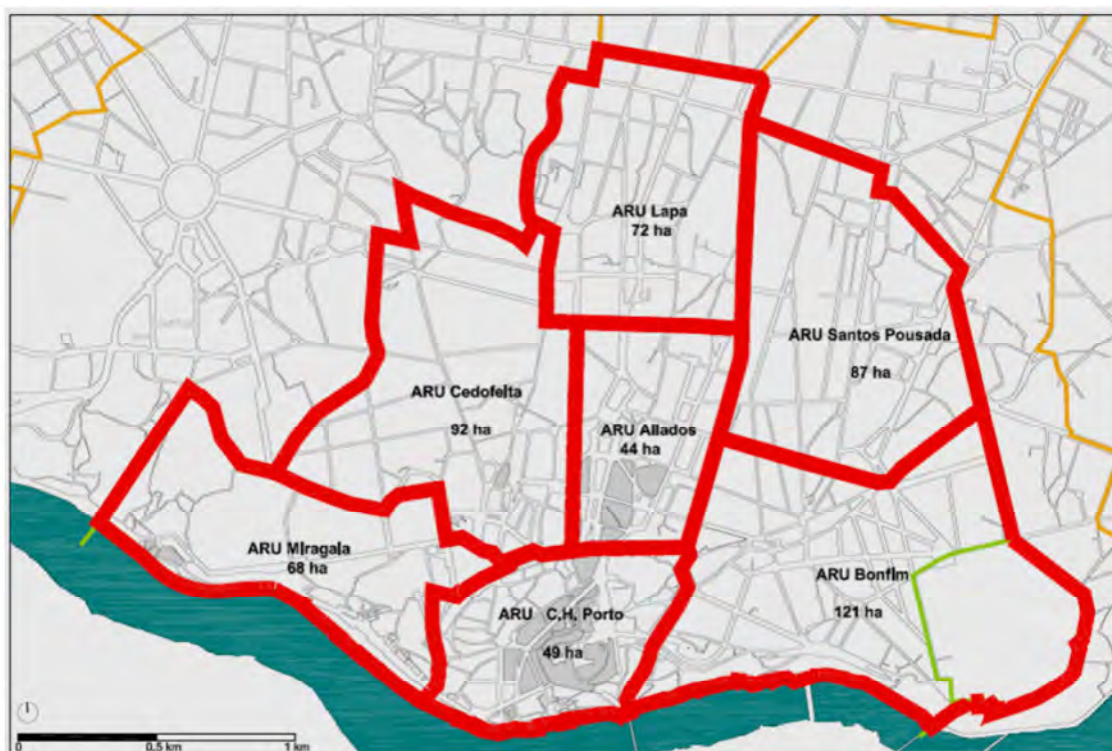 ARU Lapa
72 ha
ARU Santos Pousada
87 ha
ARU Cedofeita
92 ha
ARU Aliados
44 ha
ARU Miragaia
68 ha
ARU Bonfim
121 ha
ARU C.H. Porto
49 ha
0 0.5 km 1 km